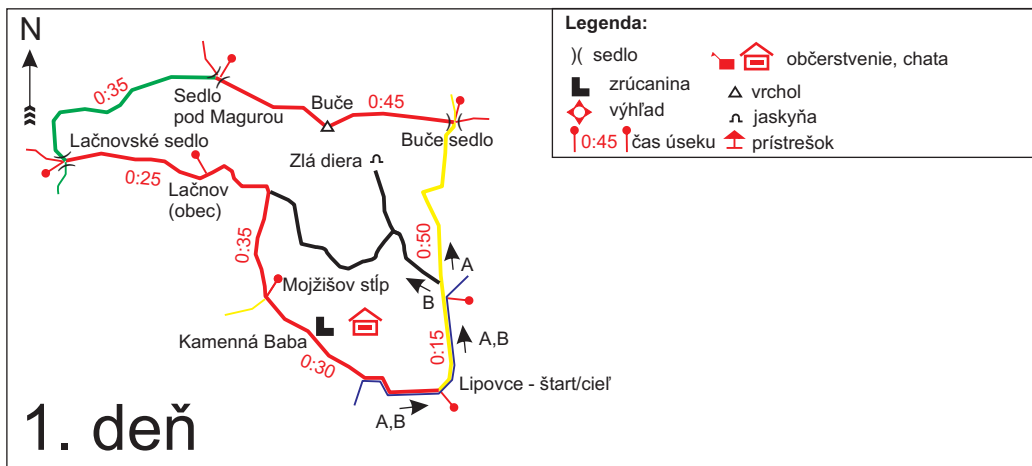 N
0:35
Sedlo
pod Magurou
Buče
0:45
Buče sedlo
Lačnovské sedlo
Zlá diera
0:25
Lačnov
(obec)
0:35
0:50
A
B
Mojžišov stĺp
Kamenná Baba
0:30
0:15
A,B
Lipovce - štart/cieľ
A,B
1. deň
Legenda:
)( sedlo
zrúcanina
výhľad
0:45 čas úseku
občerstvenie, chata
vrchol
jaskyňa
prístrešok